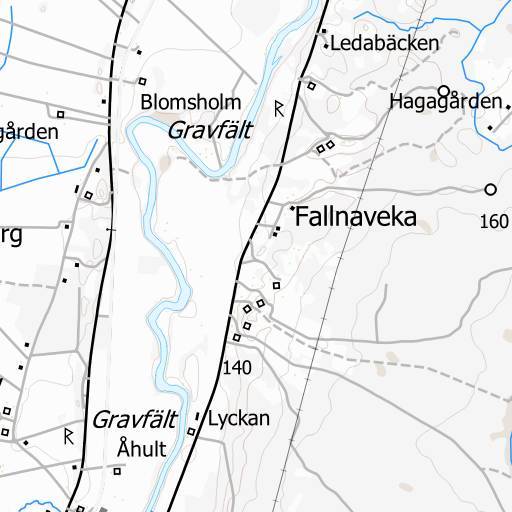 Ledabäcken
Blomsholm
Hagagården
Gravfält
gården
Fallnaveka
160
rg
140
Gravfält
Lyckan
Åhult